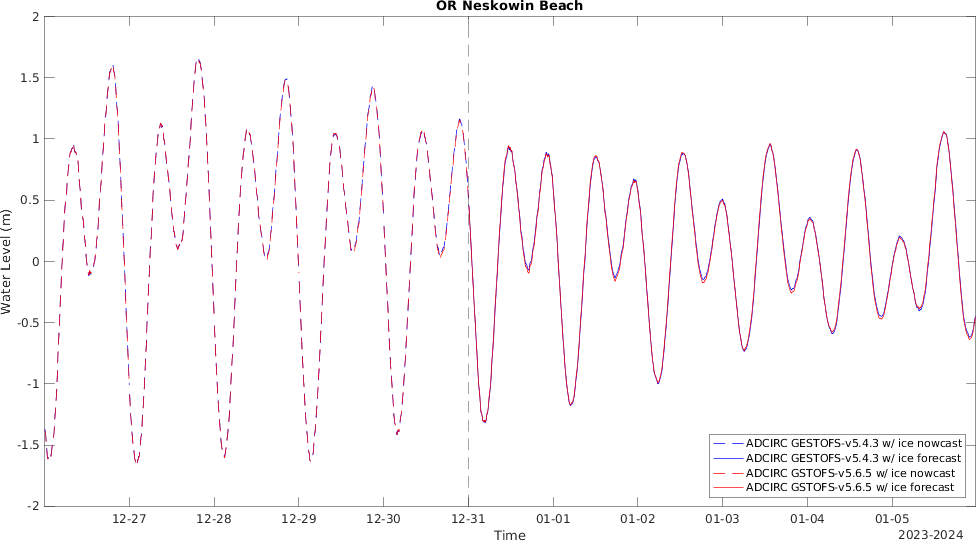 OR Neskowin Beach
2
1.5
1
0.5
0
-0.5
-1
-1.5
-2
Water Level (m)
ADCIRC GESTOFS-v5.4.3 w/ ice nowcast
ADCIRC GESTOFS-v5.4.3 w/ ice forecast
ADCIRC GSTOFS-v5.6.5 w/ ice nowcast
ADCIRC GSTOFS-v5.6.5 w/ ice forecast
12-27 12-28 12-29 12-30 12-31 01-01 01-02 01-03 01-04 01-05
Time
2023-2024